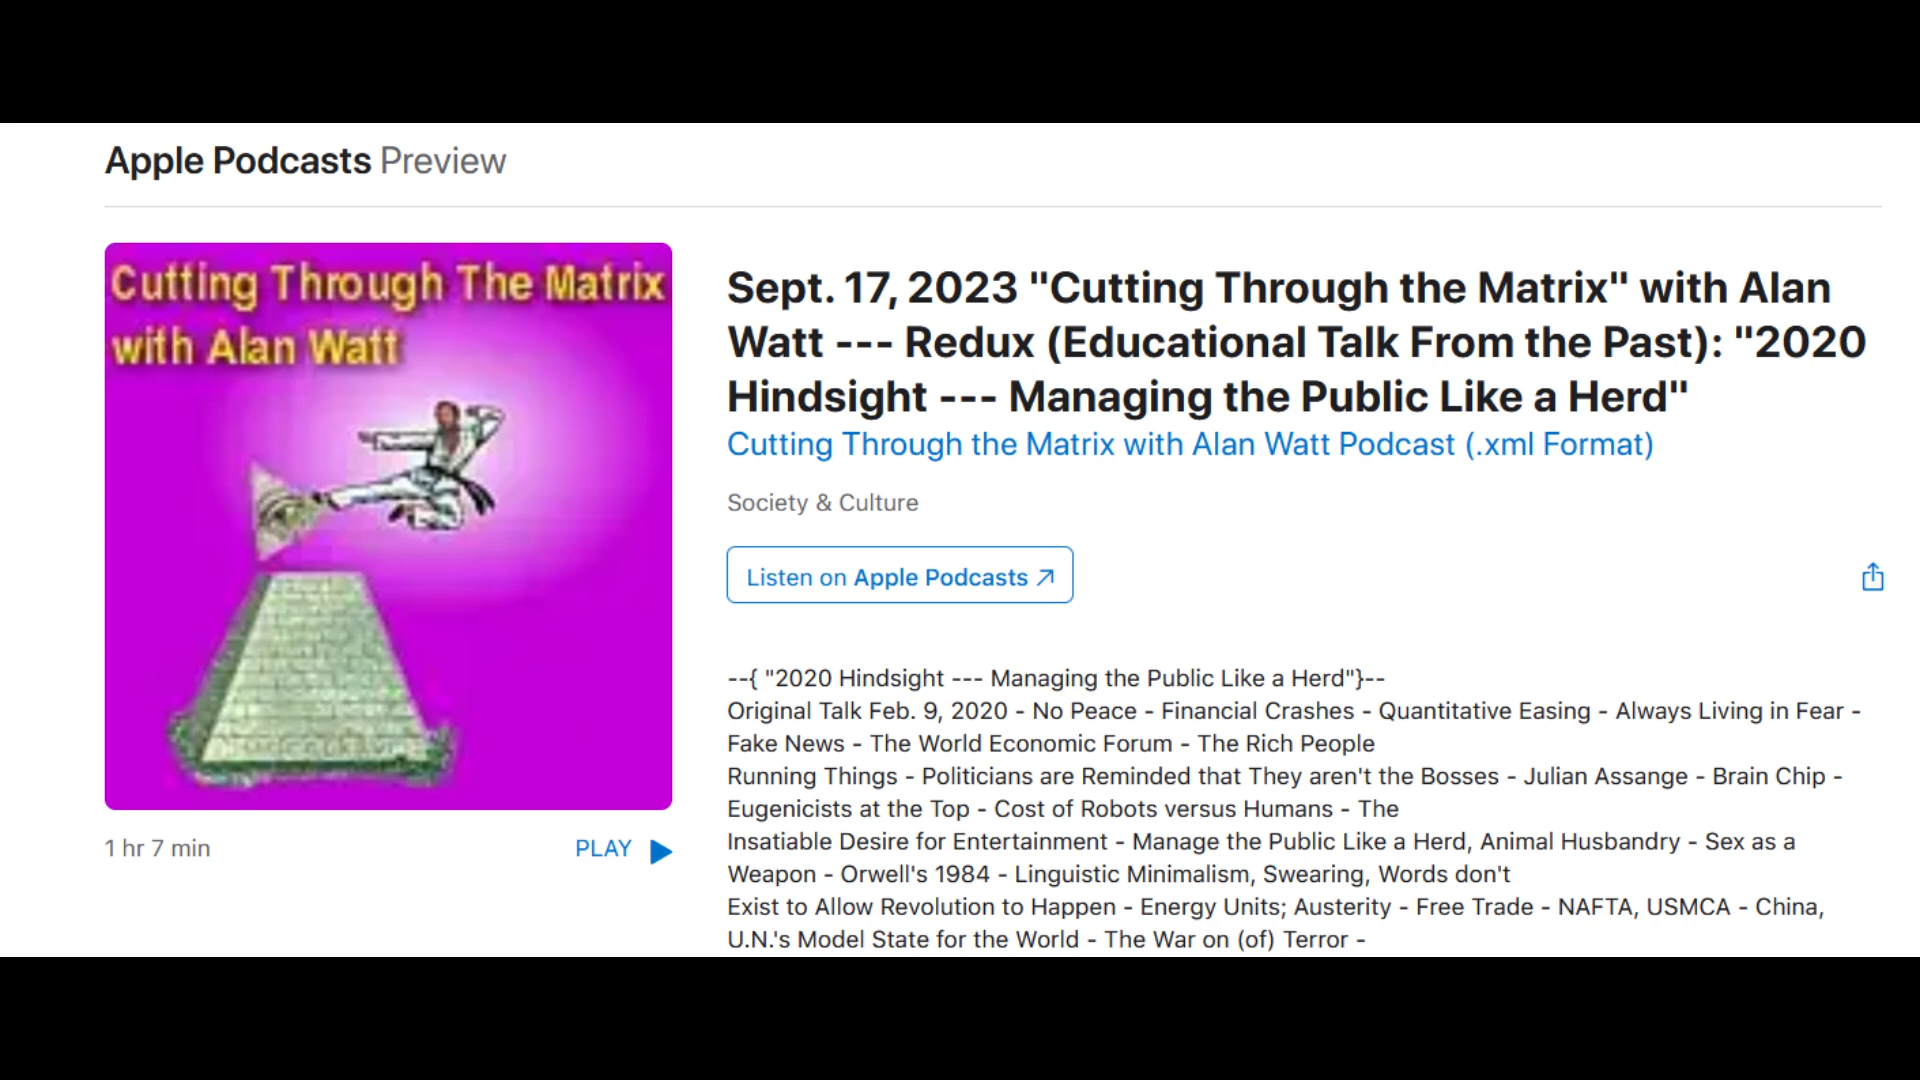 Apple Podcasts Preview
Cutting Through The Matrix
with Alan Watt
Sept. 17, 2023 "Cutting Through the Matrix" with Alan
Watt --- Redux (Educational Talk From the Past): "2020
Hindsight --- Managing the Public Like a Herd"
Cutting Through the Matrix with Alan Watt Podcast (.xml Format)
Society & Culture
Listen on Apple Podcasts
1 hr 7 min
PLAY
--{ "2020 Hindsight --- Managing the Public Like a Herd"}--
Original Talk Feb. 9, 2020 - No Peace - Financial Crashes - Quantitative Easing - Always Living in Fear -
Fake News - The World Economic Forum - The Rich People
Running Things - Politicians are Reminded that They aren't the Bosses - Julian Assange - Brain Chip -
Eugenicists at the Top - Cost of Robots versus Humans - The
Insatiable Desire for Entertainment - Manage the Public Like a Herd, Animal Husbandry - Sex as a
Weapon - Orwell's 1984 - Linguistic Minimalism, Swearing, Words don't
Exist to Allow Revolution to Happen - Energy Units; Austerity - Free Trade - NAFTA, USMCA - China,
U.N.'s Model State for the World - The War on (of) Terror -